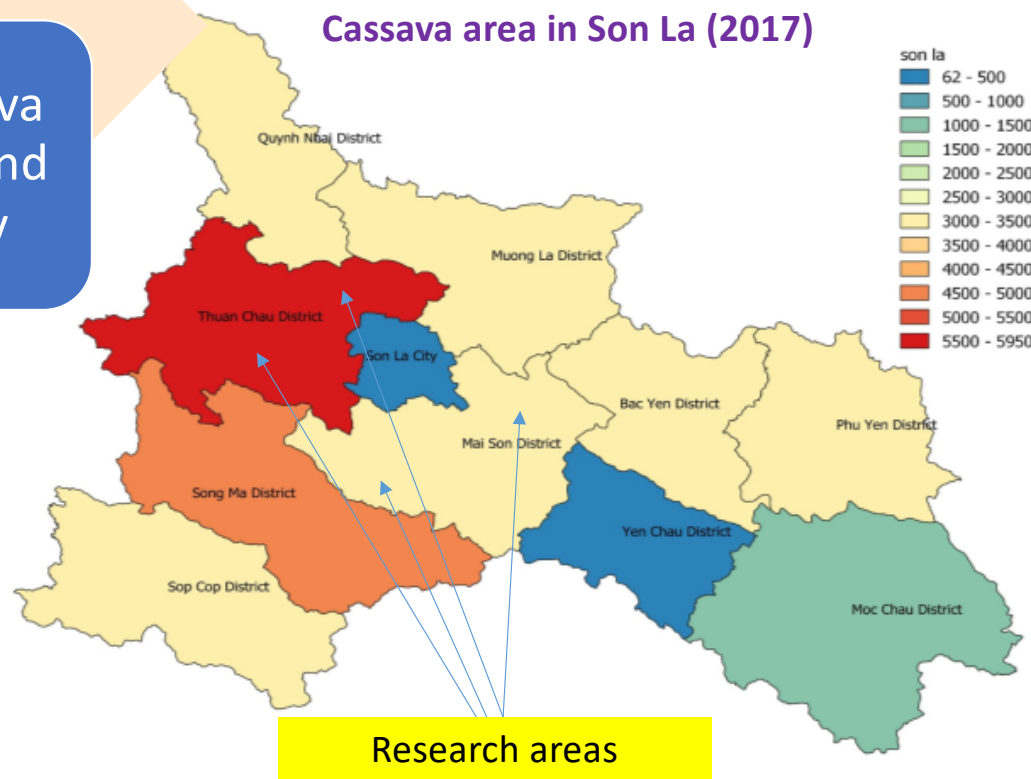 Cassava area in Son La (2017)
va
nd
y
son la
62 - 500
500 - 1000
1000 - 1500
1500 - 2000
2000 - 2500
2500 - 3000
3000 - 3500
3500 - 4000
4000 - 4500
4500 - 5000
5000 - 5500
5500 - 5950
Quynh Nhai District
Muong La District
Thuan Chau District
Son La City
Bac Yen District
Phu Yen District
Mai Son District
Song Ma District
Yen Chau District
Sop Cop District
Moc Chau District
Research areas